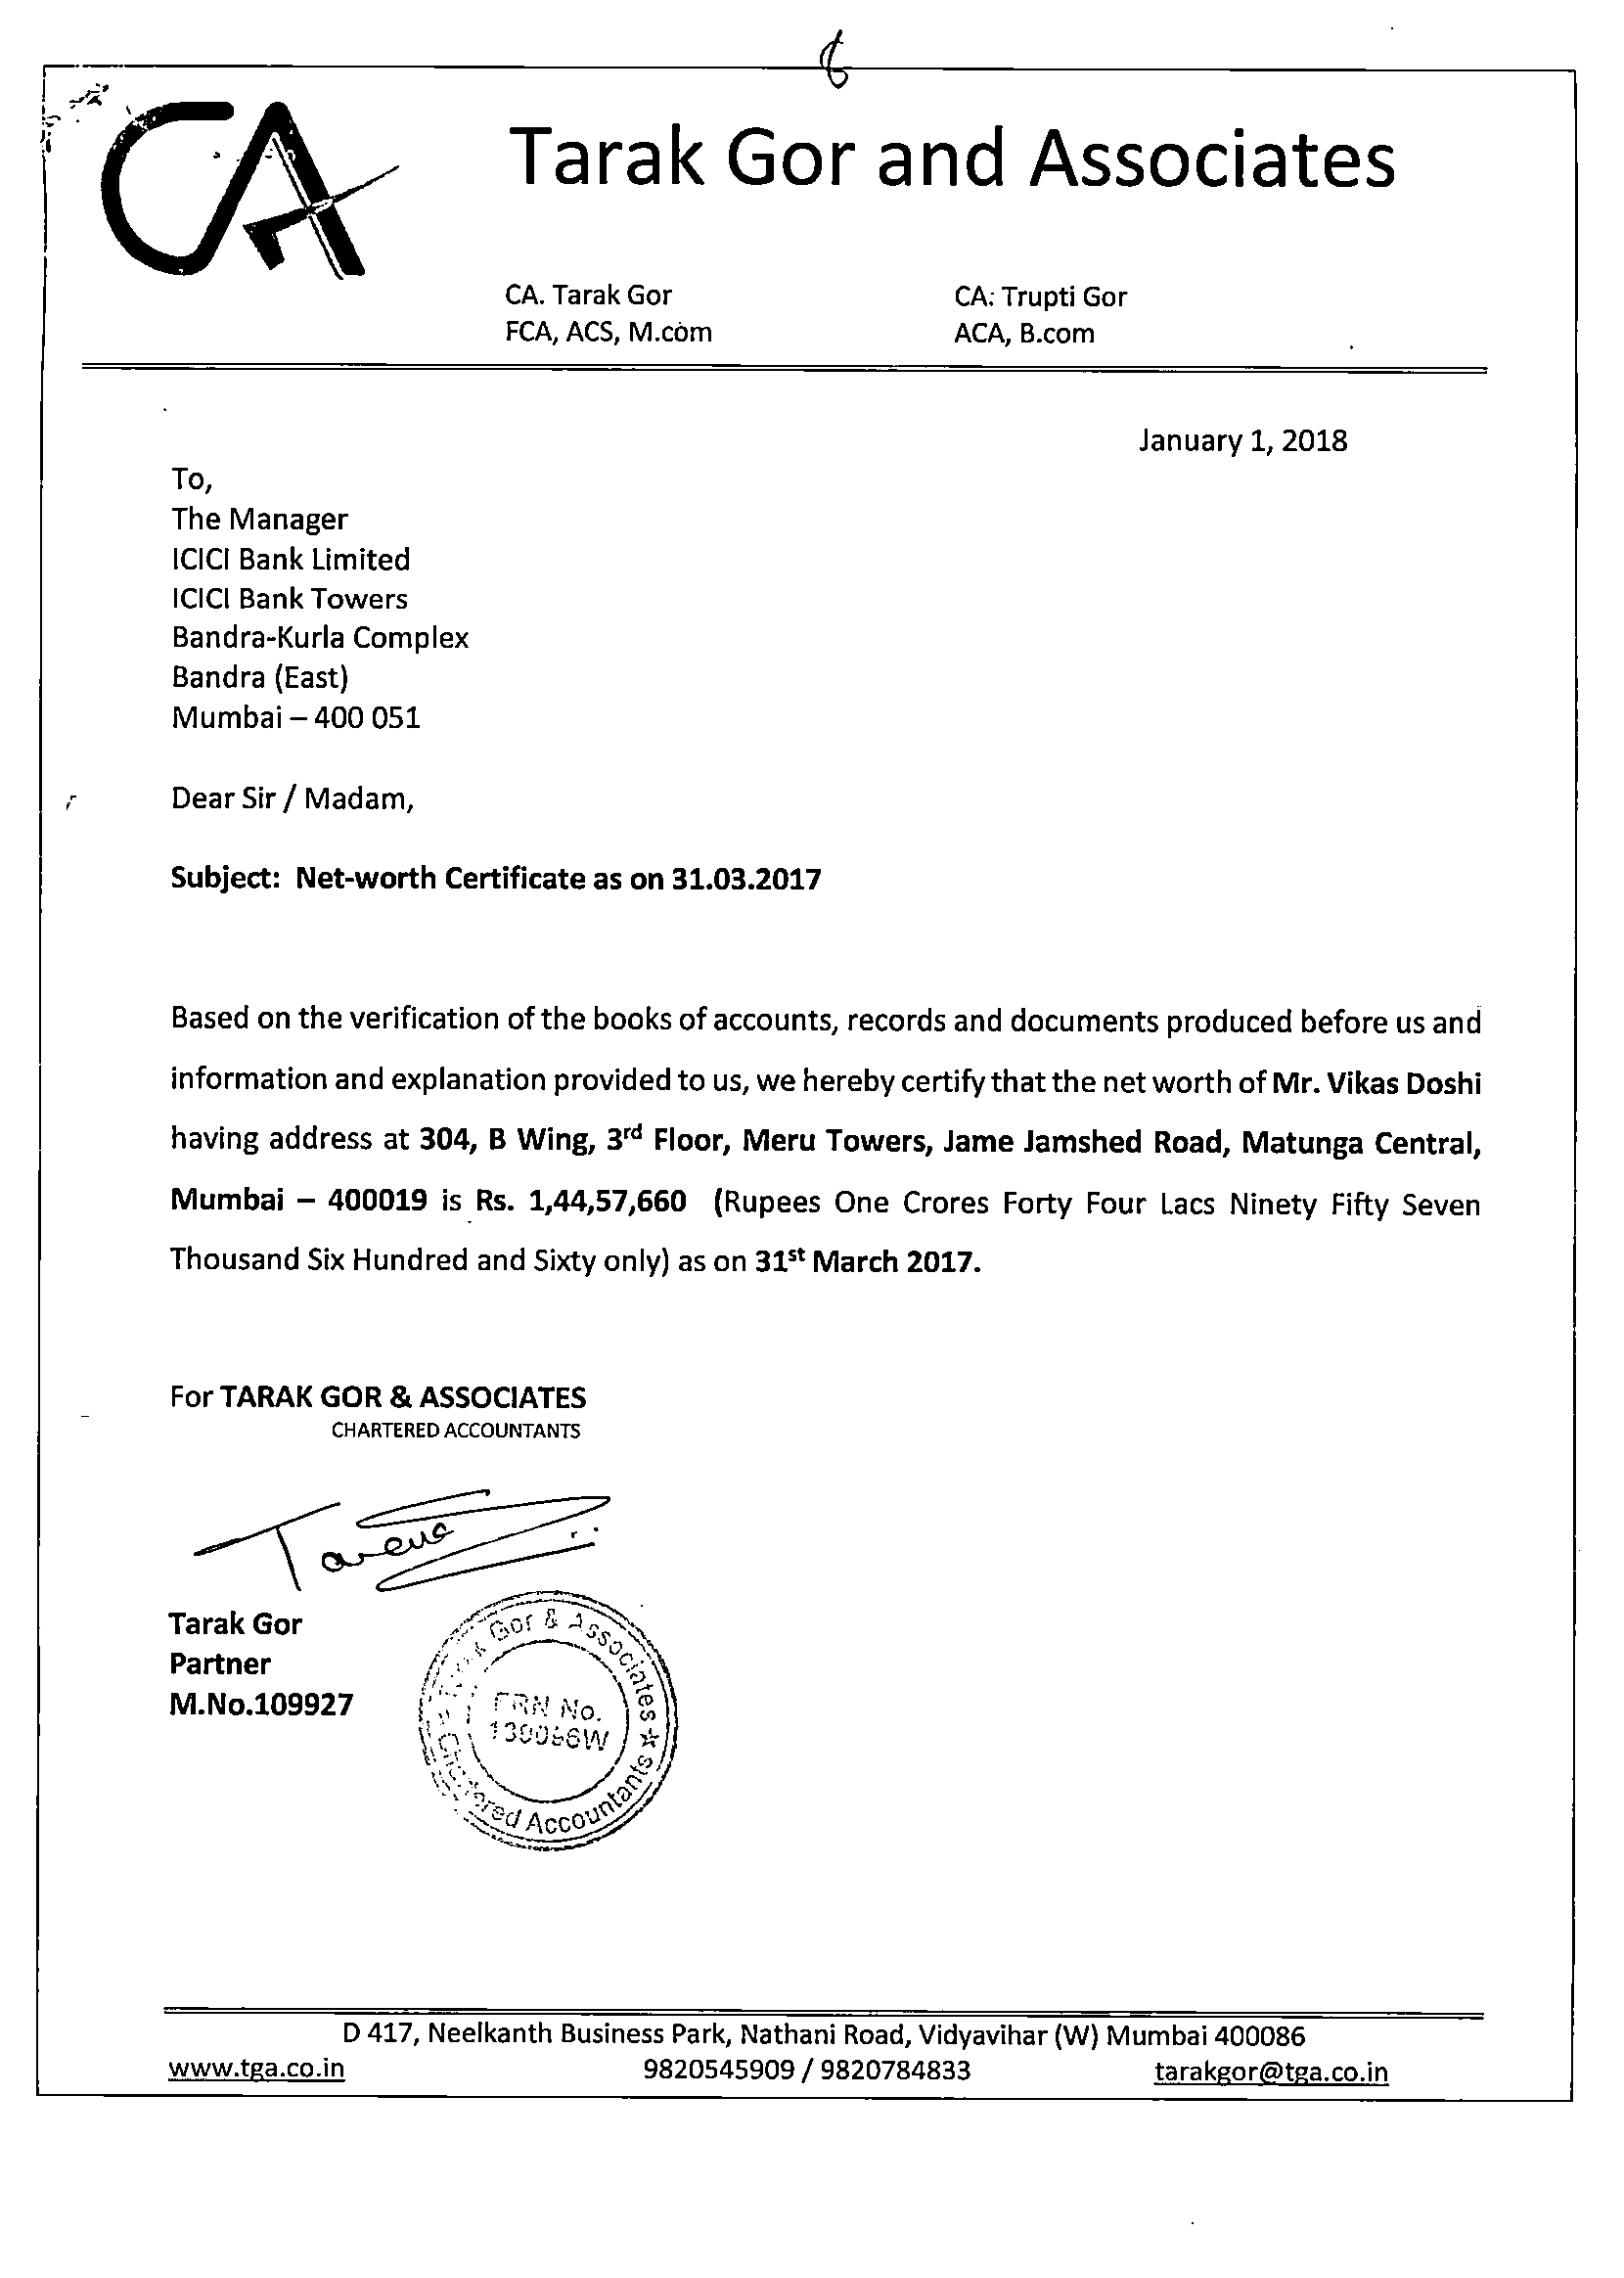 CA
Tarak Gor and Associates
CA. Tarak Gor
CA. Trupti Gor
FCA, ACS, M.com
ACA, B.com
January 1, 2018
To,
The Manager
ICICI Bank Limited
ICICI Bank Towers
Bandra-Kurla Complex
Bandra (East)
Mumbai – 400 051
Dear Sir / Madam,
Subject: Net-worth Certificate as on 31.03.2017
Based on the verification of the books of accounts, records and documents produced before us and
information and explanation provided to us, we hereby certify that the net worth of Mr. Vikas Doshi
having address at 304, B Wing, 3rd Floor, Meru Towers, Jame Jamshed Road, Matunga Central,
Mumbai – 400019 is Rs. 1,44,57,660 (Rupees One Crores Forty Four Lacs Ninety Fifty Seven
Thousand Six Hundred and Sixty only) as on 31st March 2017.
For TARAK GOR & ASSOCIATES
CHARTERED ACCOUNTANTS
Tarak Gor
Partner
M.No.109927
Gor & Associates
FRN No.
Accountants
D 417, Neelkanth Business Park, Nathani Road, Vidyavihar (W) Mumbai 400086
www.tga.co.in
9820545909 / 9820784833
tarakgor@tga.co.in